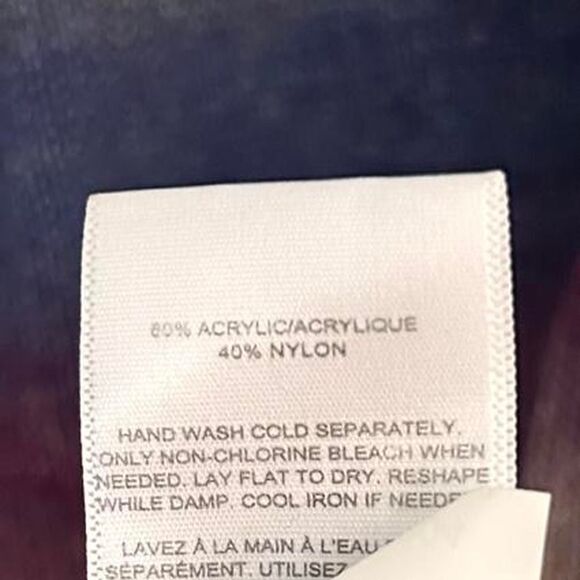 60% ACRYLIC/ACRYLIQUE
40% NYLON
HAND WASH COLD SEPARATELY.
ONLY NON-CHLORINE BLEACH WHEN
NEEDED. LAY FLAT TO DRY. RESHAPE
WHILE DAMP. COOL IRON IF
LAVEZ À LA MAIN À L'EAU
SÉPARÉMENT. UTILISEZ